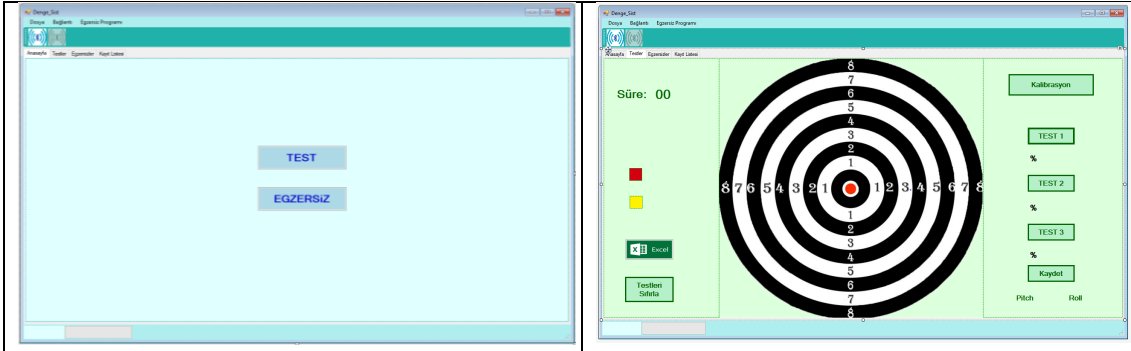 Denge_Sist
Dosya Bağlantı Egzersiz Programı
Anasayfa Testler Egzersizler Kayıt Listesi
TEST
EGZERSiZ
Denge_Sist
Dosya Bağlantı Egzersiz Programı
Anasayfa Testler Egzersizler Kayıt Listesi
Süre: 00
Excel
Testleri
Sıfırla
8
7
6
5
4
3
2
1
8 7 6 5 4 3 2 1 1 2 3 4 5 6 7 8
1
2
3
4
5
6
7
8
Kalibrasyon
TEST 1
%
TEST 2
%
TEST 3
%
Kaydet
Pitch Roll